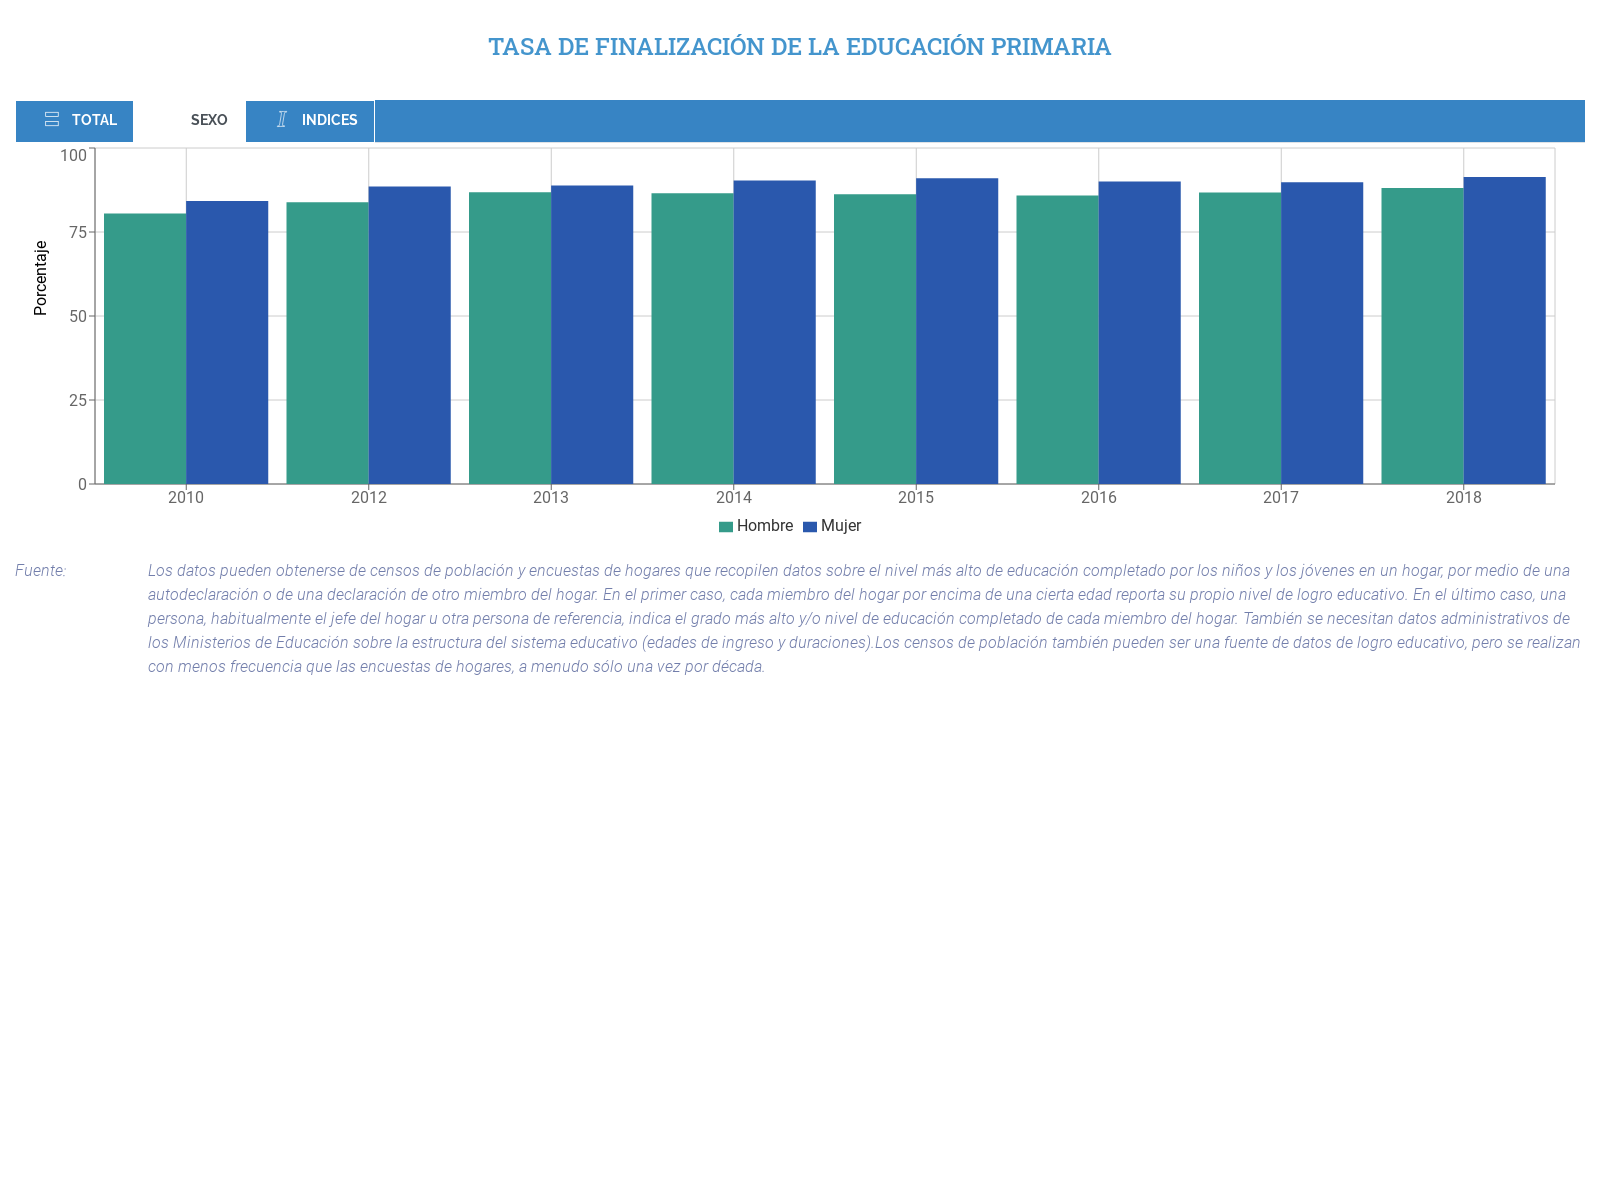 TASA DE FINALIZACIÓN DE LA EDUCACIÓN PRIMARIA
TOTAL SEXO INDICES
100
75
50
25
0
Porcentaje
2010 2012 2013 2014 2015 2016 2017 2018
Hombre Mujer
Fuente: Los datos pueden obtenerse de censos de población y encuestas de hogares que recopilen datos sobre el nivel más alto de educación completado por los niños y los jóvenes en un hogar, por medio de una
autodeclaración o de una declaración de otro miembro del hogar. En el primer caso, cada miembro del hogar por encima de una cierta edad reporta su propio nivel de logro educativo. En el último caso, una
persona, habitualmente el jefe del hogar u otra persona de referencia, indica el grado más alto y/o nivel de educación completado de cada miembro del hogar. También se necesitan datos administrativos de
los Ministerios de Educación sobre la estructura del sistema educativo (edades de ingreso y duraciones).Los censos de población también pueden ser una fuente de datos de logro educativo, pero se realizan
con menos frecuencia que las encuestas de hogares, a menudo sólo una vez por década.